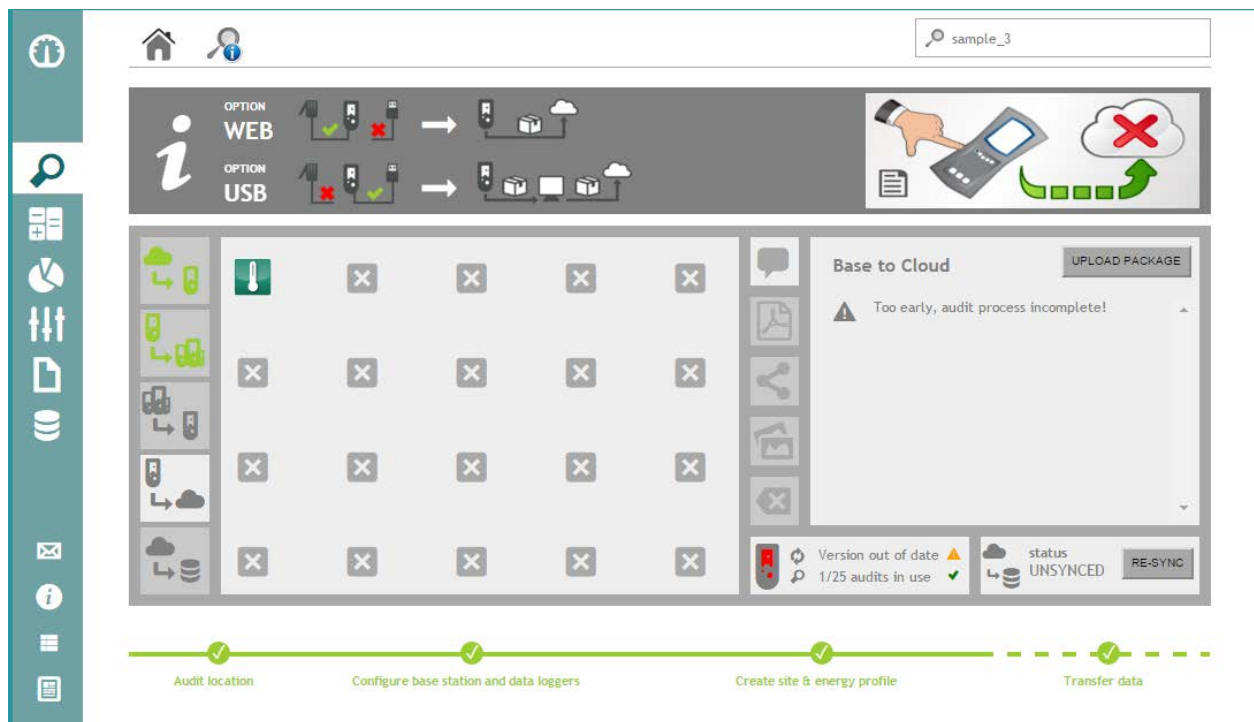 sample_3
OPTION
WEB
OPTION
USB
Base to Cloud
UPLOAD PACKAGE
Too early, audit process incomplete!
Version out of date
1/25 audits in use
status
UNSYNCED
RE-SYNC
Audit location
Configure base station and data loggers
Create site & energy profile
Transfer data